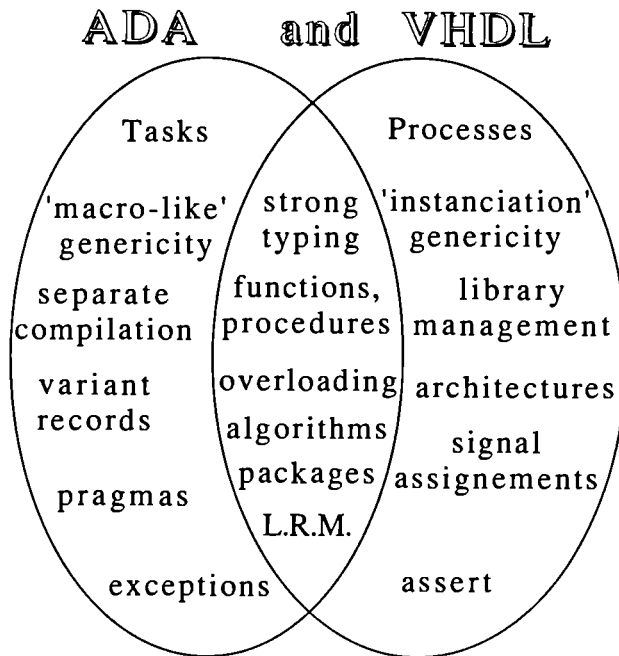 ADA and VHDL
Tasks
'macro-like'
genericity
separate
compilation
variant
records
pragmas
exceptions
strong
typing
functions,
procedures
overloading
algorithms
packages
L.R.M.
Processes
'instanciation'
genericity
library
management
architectures
signal
assignements
assert